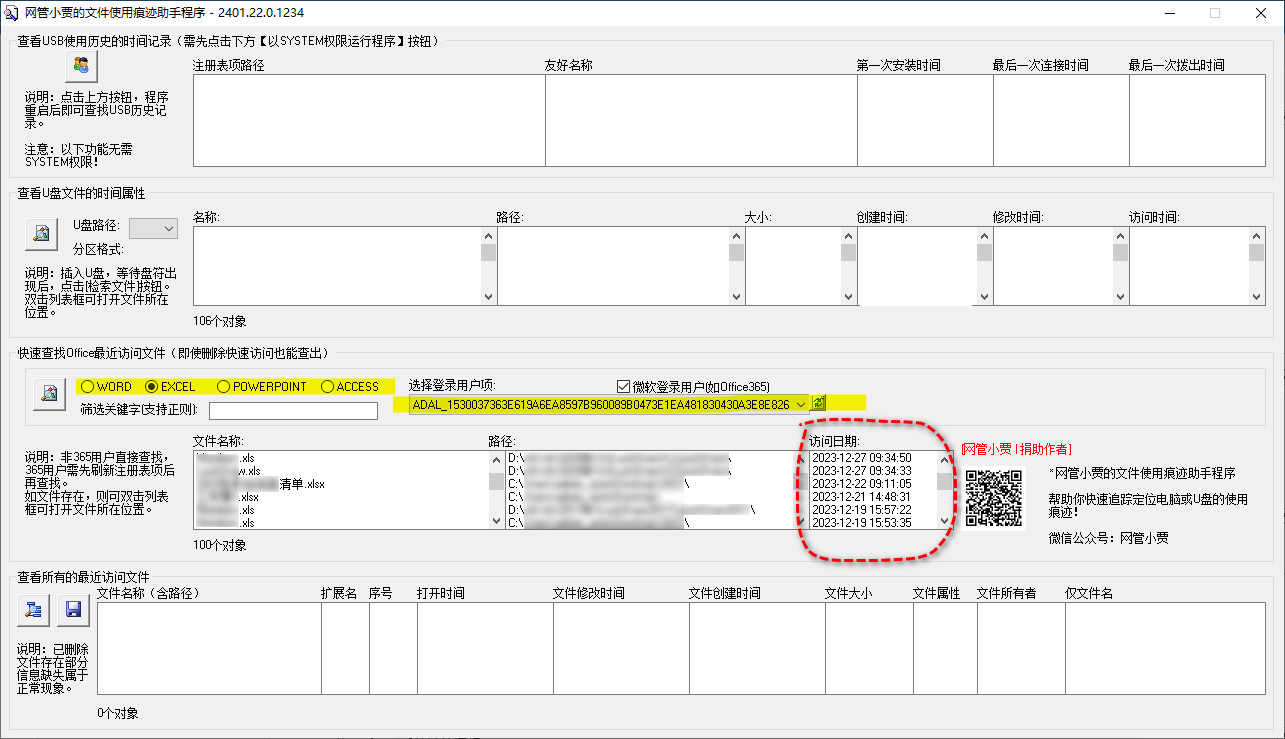 网管小贾的文件使用痕迹助手程序 - 2401.22.0.1234
查看USB使用历史的时间记录（需先点击下方【以SYSTEM权限运行程序】按钮）
注册表项路径 友好名称 第一次安装时间 最后一次连接时间 最后一次拨出时间
说明：点击上方按钮，程序
重启后即可查找USB历史记
录。
注意：以下功能无需
SYSTEM权限！
查看U盘文件的时间属性
U盘路径:
分区格式:
名称: 路径: 大小: 创建时间: 修改时间: 访问时间:
说明：插入U盘，等待盘符出
现后，点击[检索文件]按钮。
双击列表框可打开文件所在
位置。
106个对象
快速查找Office最近访问文件（即使删除快速访问也能查出）
WORD EXCEL POWERPOINT ACCESS
选择登录用户项: 微软登录用户(如Office365)
筛选关键字(支持正则):
ADAL_1530037363E619A6EA8597B960089B0473E1EA481830430A3E8E826
文件名称: 路径: 访问日期:
说明：非365用户直接查找，
365用户需先刷新注册表项后
再查找。
如文件存在，则可双击列表
框可打开文件所在位置。
.xls D:\ \ 2023-12-27 09:34:50
w.xls D:\ \ 2023-12-27 09:34:33
清单.xlsx C:\ \ 2023-12-22 09:11:05
.xlsx C:\ 2023-12-21 14:48:31
.xls D:\ \ 2023-12-19 15:57:22
.xls C:\ \ 2023-12-19 15:53:35
100个对象
[网管小贾 | 捐助作者]
*网管小贾的文件使用痕迹助手程序
帮助你快速追踪定位电脑或U盘的使用
痕迹！
微信公众号：网管小贾
查看所有的最近访问文件
文件名称（含路径） 扩展名 序号 打开时间 文件修改时间 文件创建时间 文件大小 文件属性 文件所有者 仅文件名
说明：已删除
文件存在部分
信息缺失属于
正常现象。
0个对象